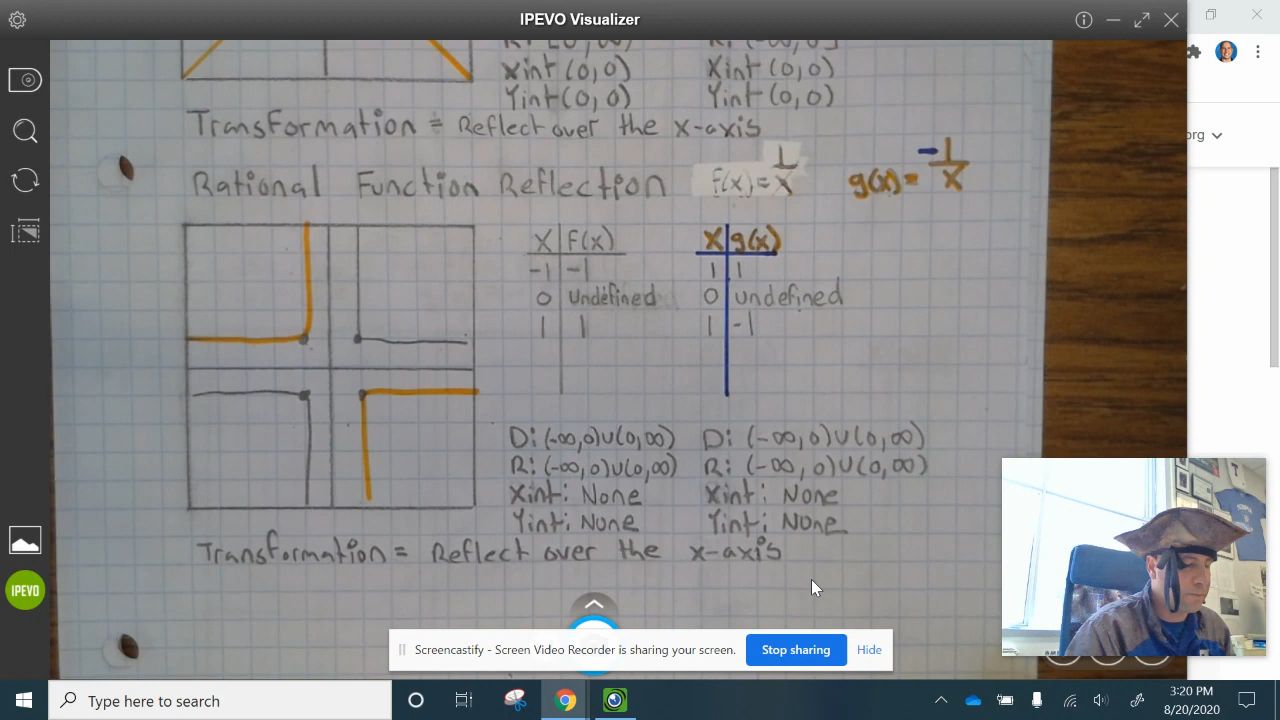 IPEVO Visualizer
Xint (0,0)
Yint (0,0)
Xint (0,0)
Yint (0,0)
Transformation = Reflect over the x-axis
Rational Function Reflection f(x)=1/x g(x)=-1/x
X f(x)
-1 -1
0 undefined
1 1
X g(x)
1 1
0 undefined
1 -1
D: (-∞,0)∪(0,∞)
R: (-∞,0)∪(0,∞)
Xint: None
Yint: None
D: (-∞,0)∪(0,∞)
R: (-∞,0)∪(0,∞)
Xint: None
Yint: None
Transformation = Reflect over the x-axis
org
IPEVO
Screencastify - Screen Video Recorder is sharing your screen.
Stop sharing
Hide
Type here to search
3:20 PM
8/20/2020